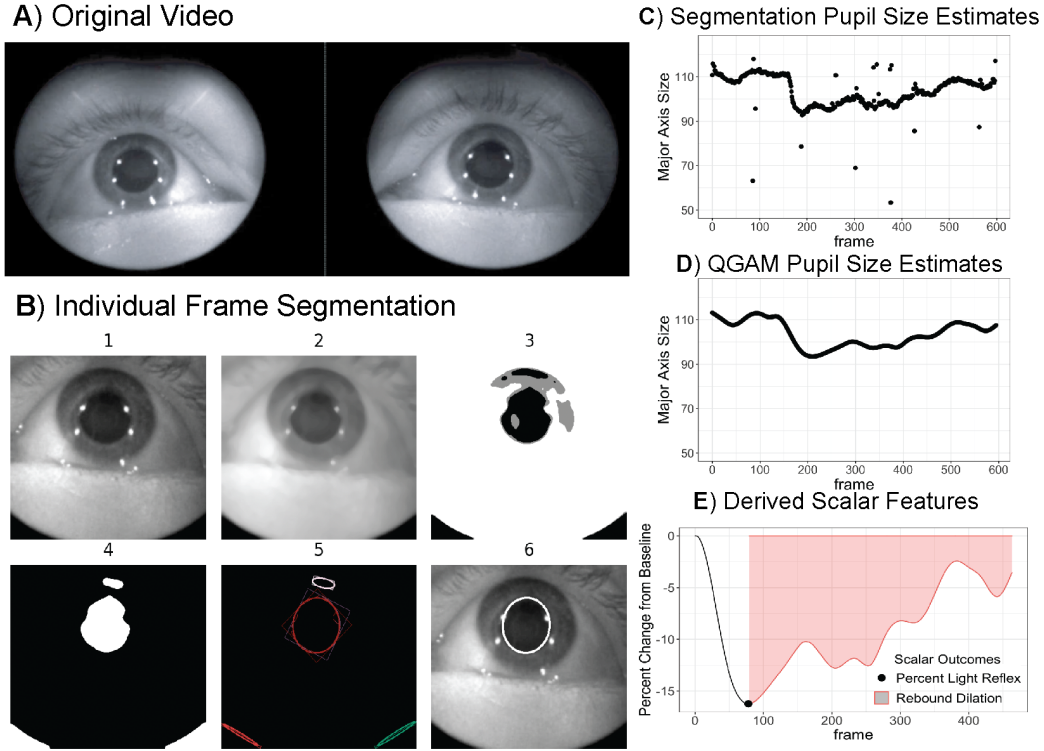 A) Original Video
B) Individual Frame Segmentation
1
2
3
4
5
6
C) Segmentation Pupil Size Estimates
Major Axis Size
110
90
70
50
0
100
200
300
400
500
600
frame
D) QGAM Pupil Size Estimates
Major Axis Size
110
90
70
50
0
100
200
300
400
500
600
frame
E) Derived Scalar Features
Percent Change from Baseline
0
-5
-10
-15
Scalar Outcomes
Percent Light Reflex
Rebound Dilation
0
100
200
300
400
frame